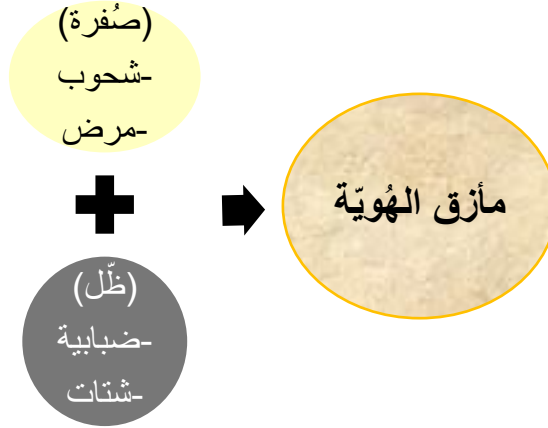 (صُفرة)
-شحوب
-مرض
مأزق الهُويّة
(ظّل)
-ضبابية
-شتات